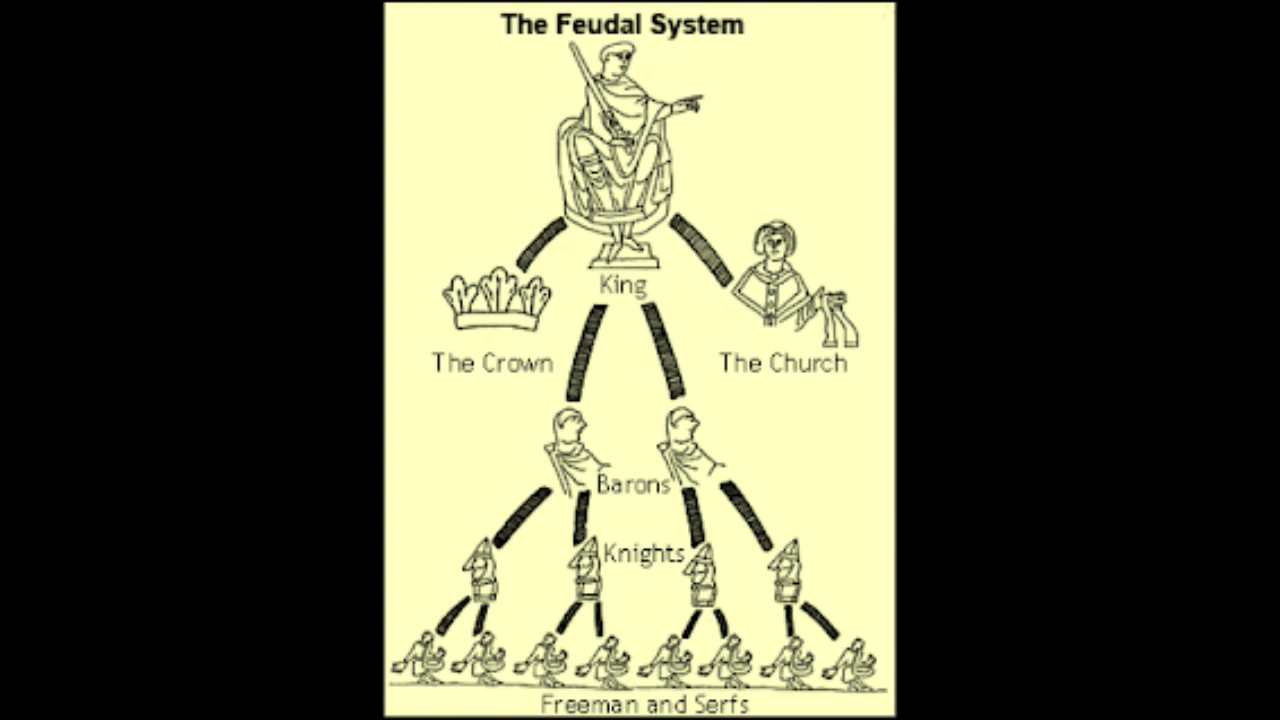 The Feudal System
King
The Crown
The Church
Barons
Knights
Freeman and Serfs